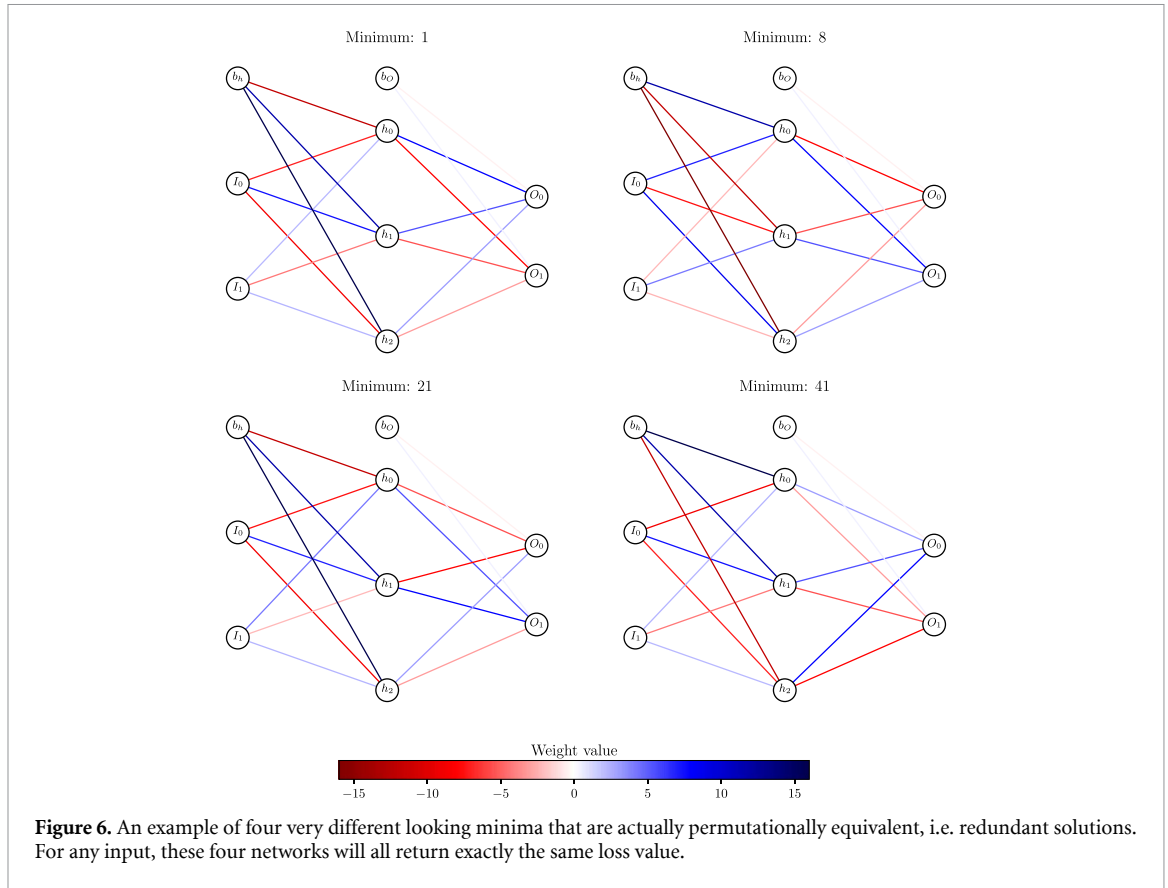 Minimum: 1
Minimum: 8
b_h
b_O
b_h
b_O
h_0
h_0
I_0
O_0
I_0
O_0
h_1
h_1
I_1
O_1
I_1
O_1
h_2
h_2
Minimum: 21
Minimum: 41
b_h
b_O
b_h
b_O
h_0
h_0
I_0
O_0
I_0
O_0
h_1
h_1
I_1
O_1
I_1
O_1
h_2
h_2
Weight value
−15 −10 −5 0 5 10 15
Figure 6. An example of four very different looking minima that are actually permutationally equivalent, i.e. redundant solutions.
For any input, these four networks will all return exactly the same loss value.